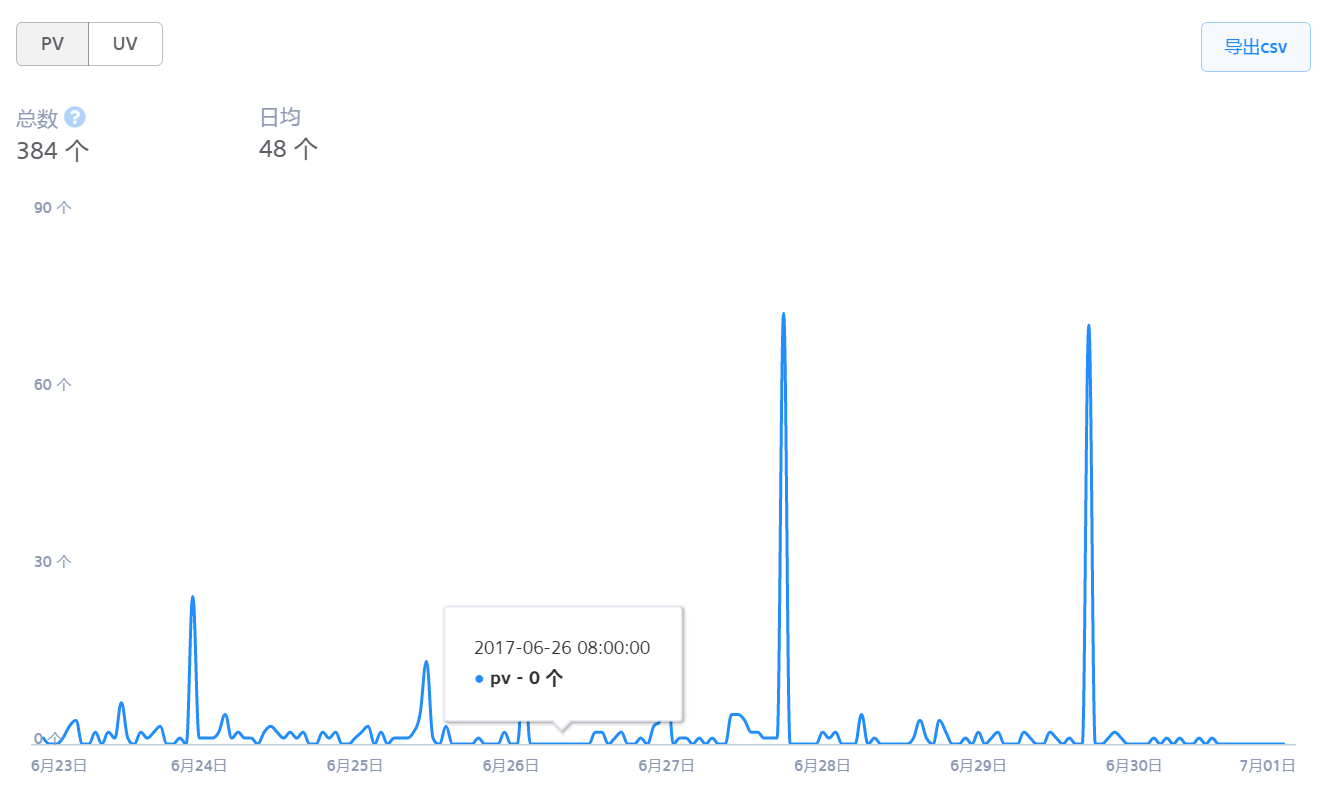 PV
UV
导出csv
总数 ?
日均
384 个
48 个
90 个
60 个
30 个
2017-06-26 08:00:00
pv - 0 个
0 个
6月23日
6月24日
6月25日
6月26日
6月27日
6月28日
6月29日
6月30日
7月01日